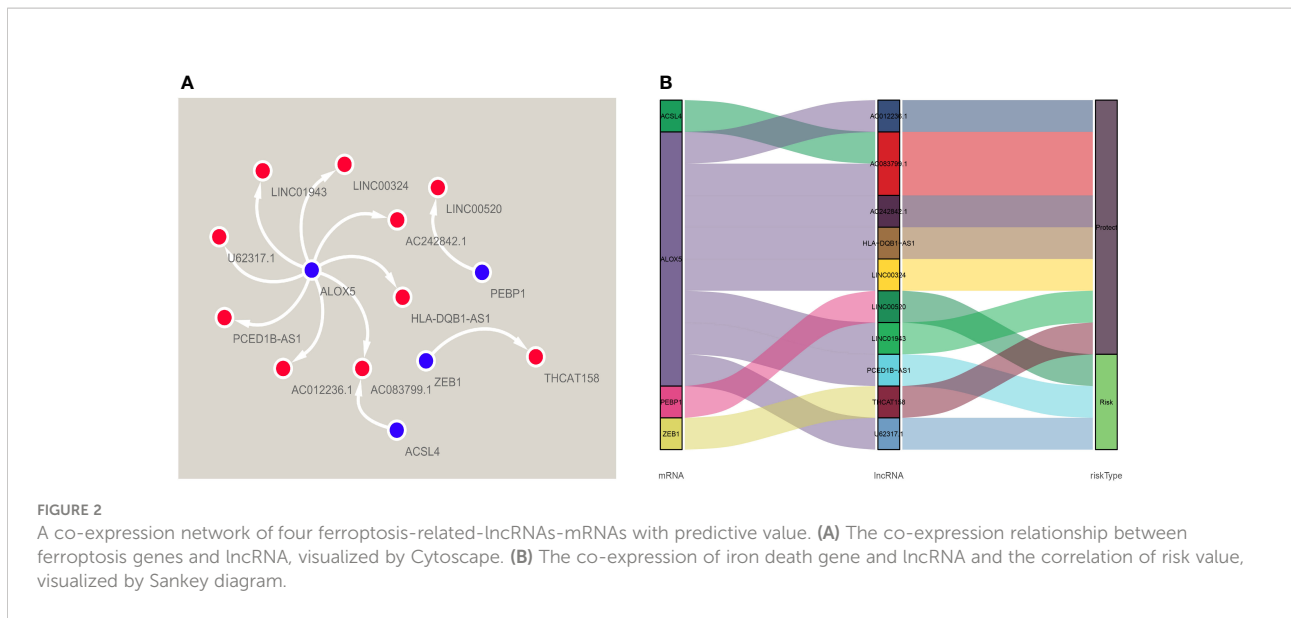 A
B
LINC01943
LINC00324
LINC00520
AC242842.1
U62317.1
ALOX5
PEBP1
HLA-DQB1-AS1
PCED1B-AS1
ZEB1
THCAT158
AC012236.1
AC083799.1
ACSL4
ACSL4
ALOX5
PEBP1
ZEB1
mRNA
AC012236.1
AC083799.1
AC242842.1
HLA-DQB1-AS1
LINC00324
LINC00520
LINC01943
PCED1B-AS1
THCAT158
U62317.1
lncRNA
Protect
Risk
riskType
FIGURE 2
A co-expression network of four ferroptosis-related-lncRNAs-mRNAs with predictive value. (A) The co-expression relationship between
ferroptosis genes and lncRNA, visualized by Cytoscape. (B) The co-expression of iron death gene and lncRNA and the correlation of risk value,
visualized by Sankey diagram.